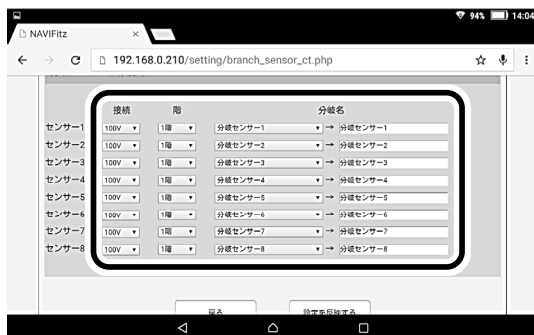 94% 14:04
NAVIFitz ×
192.168.0.210/setting/branch_sensor_ct.php
接続 階 分岐名
センサー1 100V 1階 分岐センサー1 → 分岐センサー1
センサー2 100V 1階 分岐センサー2 → 分岐センサー2
センサー3 100V 1階 分岐センサー3 → 分岐センサー3
センサー4 100V 1階 分岐センサー4 → 分岐センサー4
センサー5 100V 1階 分岐センサー5 → 分岐センサー5
センサー6 100V 1階 分岐センサー6 → 分岐センサー6
センサー7 100V 1階 分岐センサー7 → 分岐センサー7
センサー8 100V 1階 分岐センサー8 → 分岐センサー8
戻る 設定を反映する